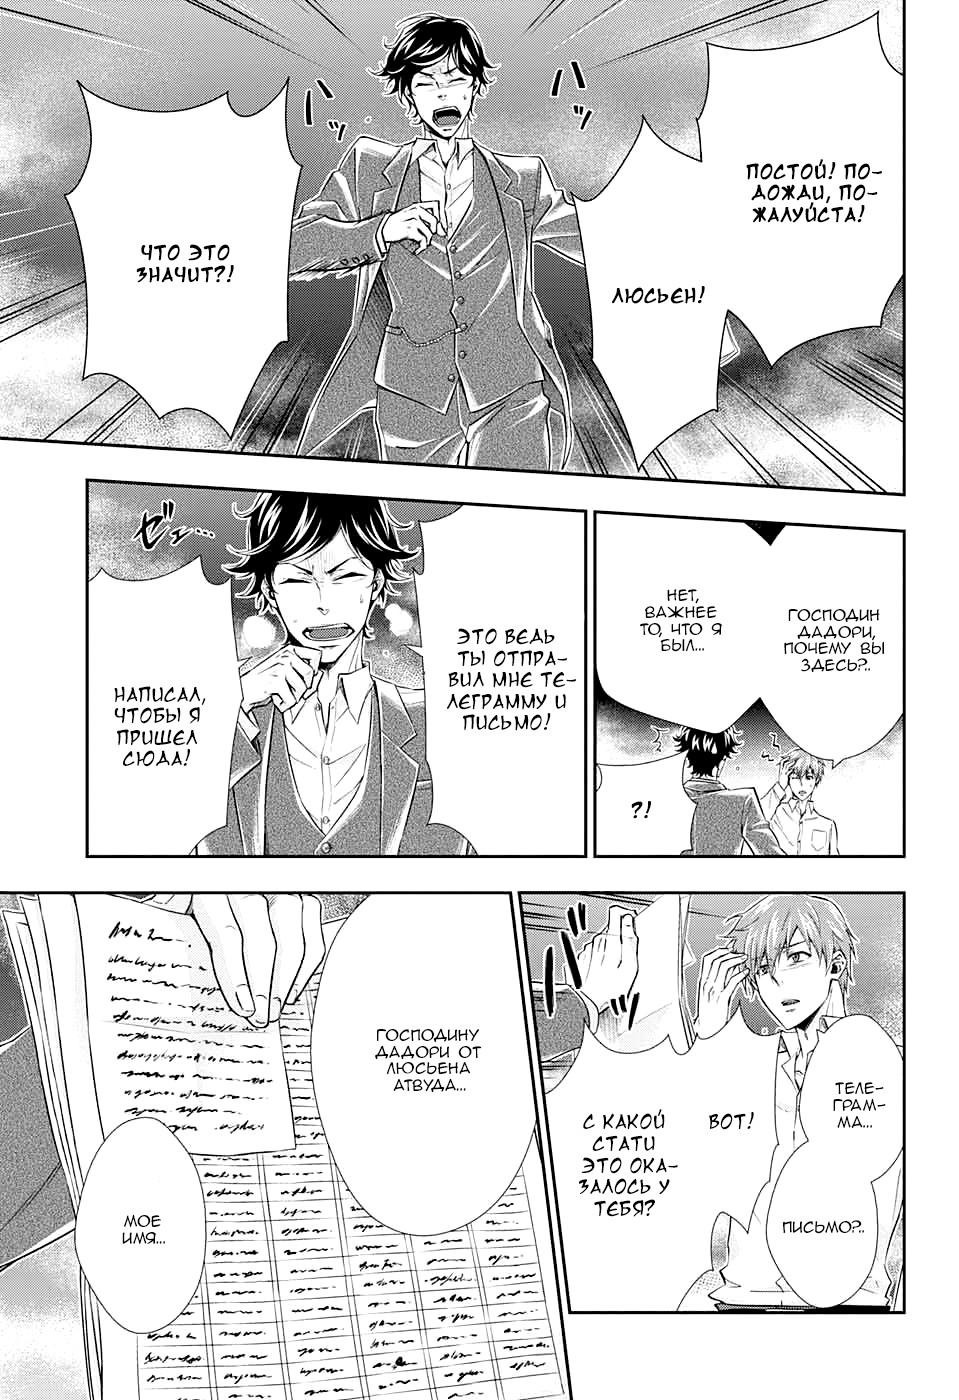 ПОСТОЙ! ПО-
ДОЖДИ, ПО-
ЖАЛУЙСТА!
ЛЮСЬЕН!
ЧТО ЭТО
ЗНАЧИТ?!
ГОСПОДИН
ДАДОРИ,
ПОЧЕМУ ВЫ
ЗДЕСЬ?..
НЕТ,
ВАЖНЕЕ
ТО, ЧТО Я
БЫЛ...
?!
ゼェ...
ЭТО ВЕДЬ
ТЫ ОТПРА-
ВИЛ МНЕ ТЕ-
ЛЕГРАММУ И
ПИСЬМО!
НАПИСАЛ,
ЧТОБЫ Я
ПРИШЕЛ
СЮДА!
ТЕЛЕ-
ГРАМ-
МА...
ПИСЬМО?..
ВОТ!
С КАКОЙ
СТАТИ
ЭТО ОКА-
ЗАЛОСЬ У
ТЕБЯ?
ГОСПОДИНУ
ДАДОРИ ОТ
ЛЮСЬЕНА
АТВУДА...
МОЕ
ИМЯ...